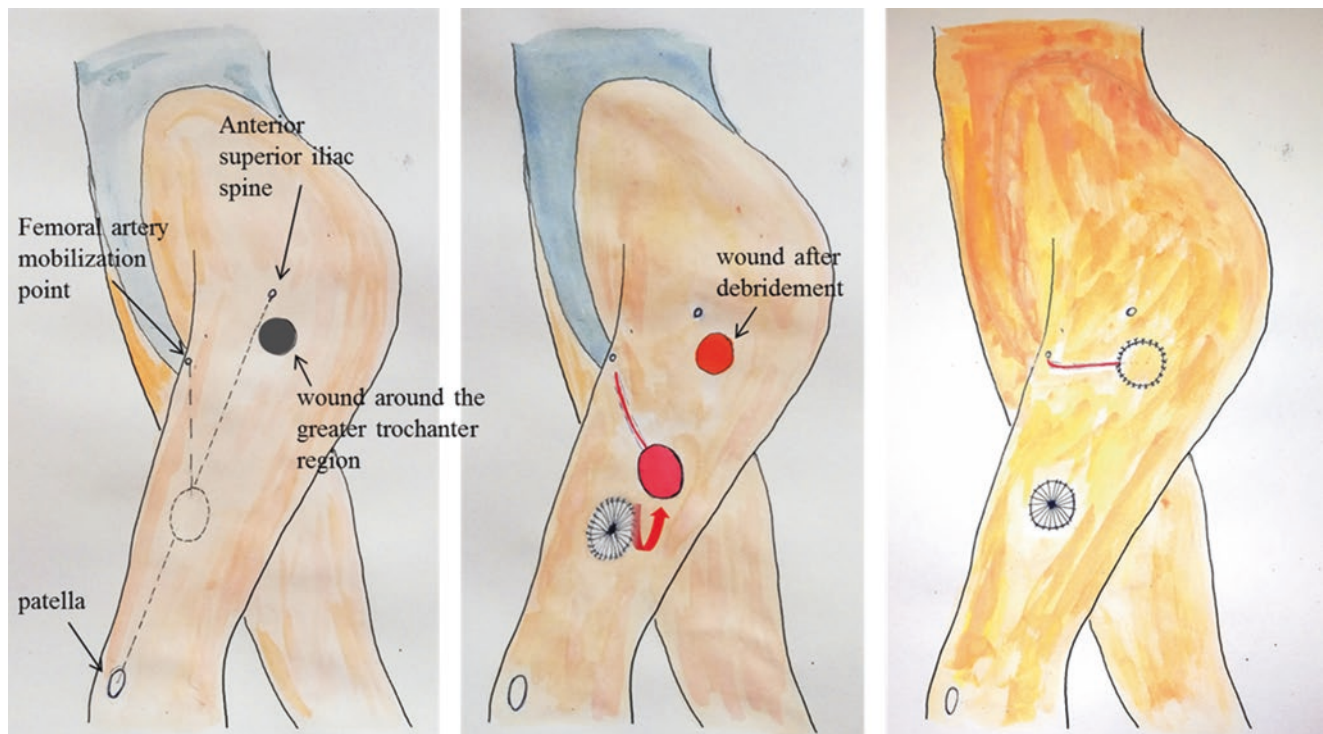 Anterior
superior iliac
spine
Femoral artery
mobilization
point
wound around the
greater trochanter
region
patella
wound after
debridement